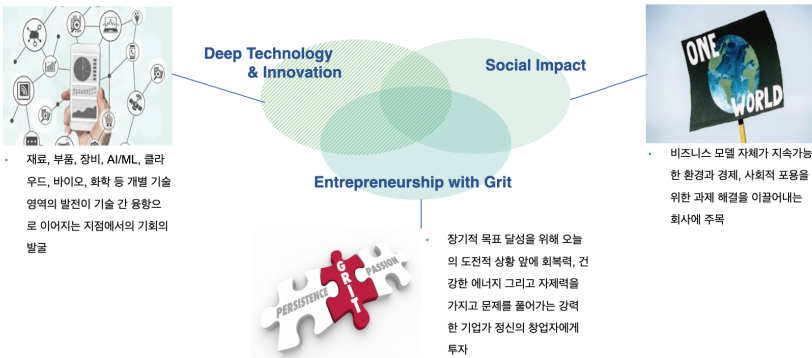 Deep Technology
& Innovation
Social Impact
Entrepreneurship with Grit
ONE
WORLD
• 재료, 부품, 장비, AI/ML, 클라
우드, 바이오, 화학 등 개별 기술
영역의 발전이 기술 간 융합으
로 이어지는 지점에서의 기회의
발굴
• 비즈니스 모델 자체가 지속가능
한 환경과 경제, 사회적 포용을
위한 과제 해결을 이끌어내는
회사에 주목
PERSISTENCE
GRIT
PASSION
• 장기적 목표 달성을 위해 오늘
의 도전적 상황 앞에 회복력, 건
강한 에너지 그리고 자제력을
가지고 문제를 풀어가는 강력
한 기업가 정신의 창업자에게
투자